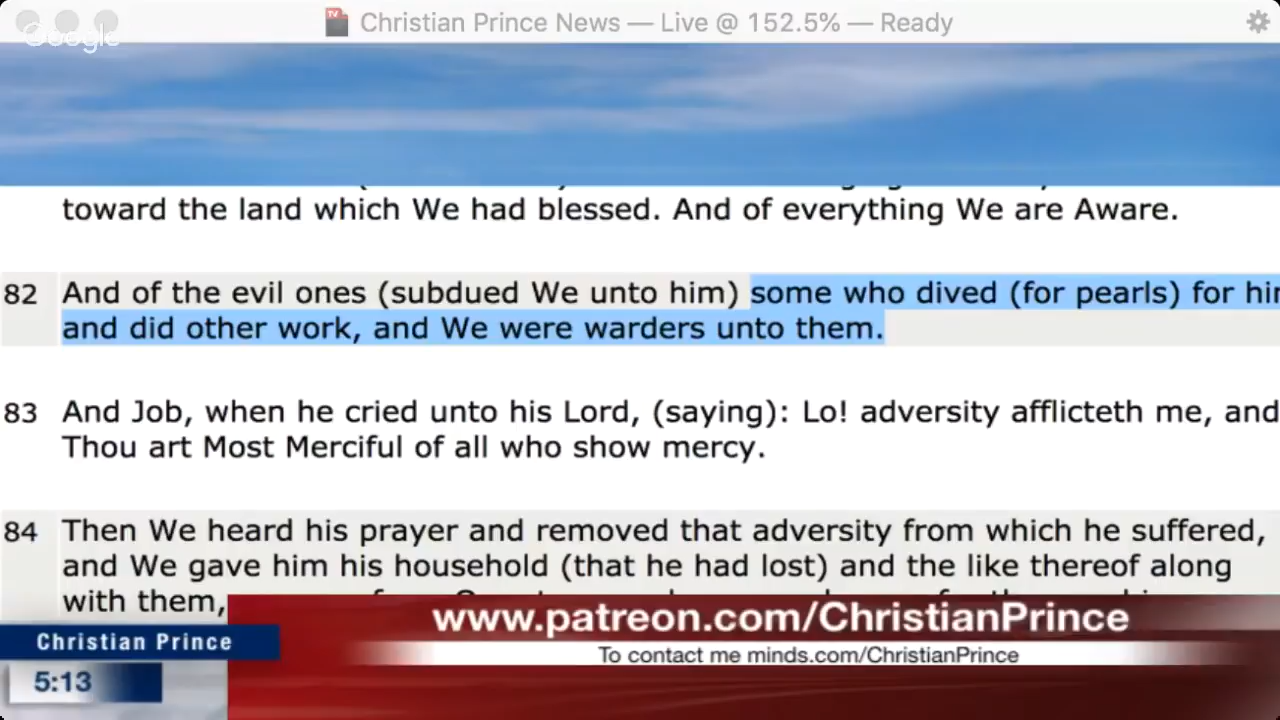 Christian Prince News — Live @ 152.5% — Ready
Google
toward the land which We had blessed. And of everything We are Aware.
82 And of the evil ones (subdued We unto him) some who dived (for pearls) for
and did other work, and We were warders unto them.
83 And Job, when he cried unto his Lord, (saying): Lo! adversity afflicteth me, and
Thou art Most Merciful of all who show mercy.
84 Then We heard his prayer and removed that adversity from which he suffered,
and We gave him his household (that he had lost) and the like thereof along
with them,
www.patreon.com/ChristianPrince
Christian Prince
To contact me minds.com/ChristianPrince
5:13